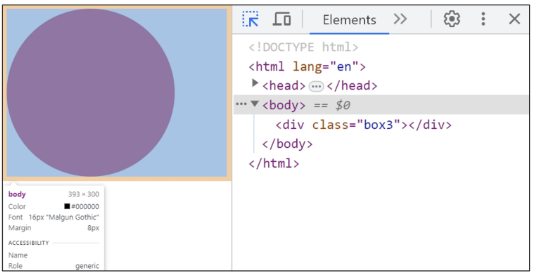 Elements
<!DOCTYPE html>
<html lang="en">
<head> ... </head>
... <body> == $0
<div class="box3"></div>
</body>
</html>
body 393 × 300
Color #000000
Font 16px "Malgun Gothic"
Margin 8px
ACCESSIBILITY
Name
Role generic